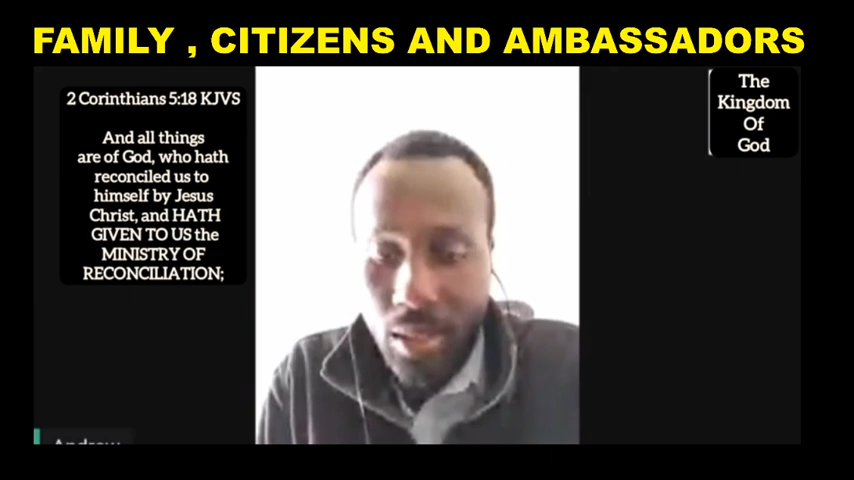 FAMILY , CITIZENS AND AMBASSADORS
2 Corinthians 5:18 KJVS
And all things
are of God, who hath
reconciled us to
himself by Jesus
Christ, and HATH
GIVEN TO US the
MINISTRY OF
RECONCILIATION;
The
Kingdom
Of
God
Andrew